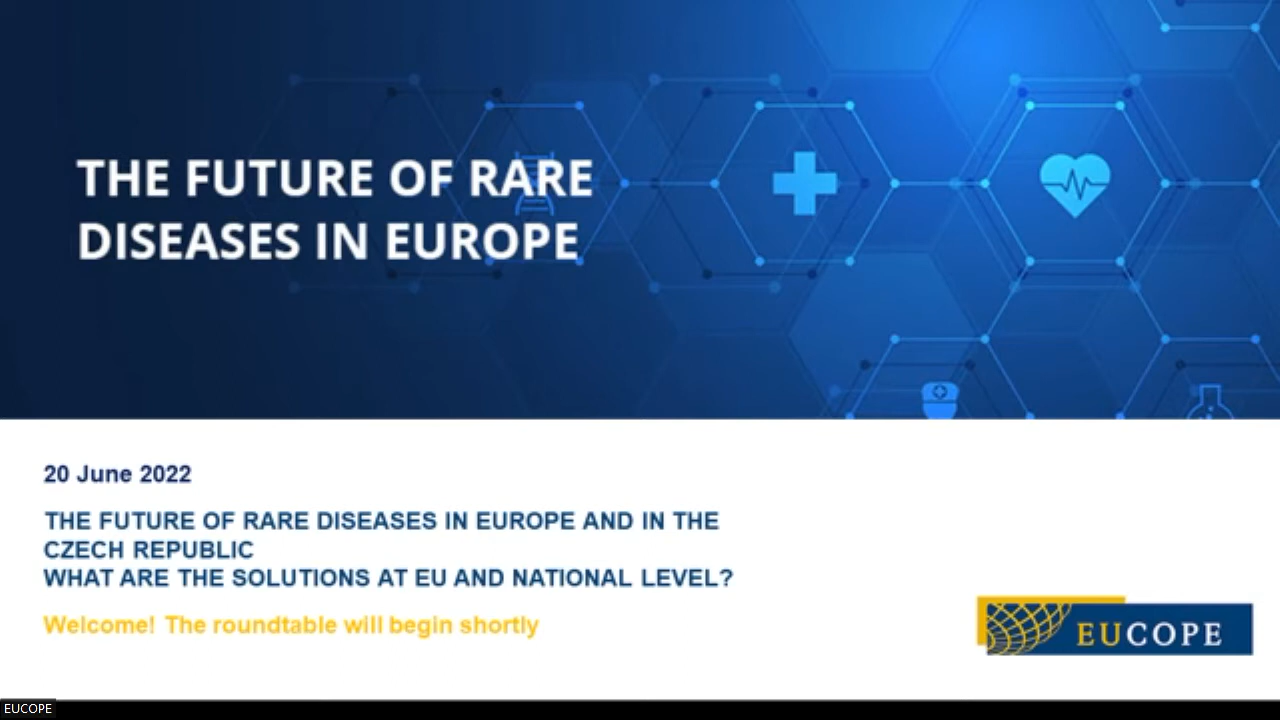 THE FUTURE OF RARE
DISEASES IN EUROPE
20 June 2022
THE FUTURE OF RARE DISEASES IN EUROPE AND IN THE
CZECH REPUBLIC
WHAT ARE THE SOLUTIONS AT EU AND NATIONAL LEVEL?
Welcome! The roundtable will begin shortly
EUCOPE
EUCOPE